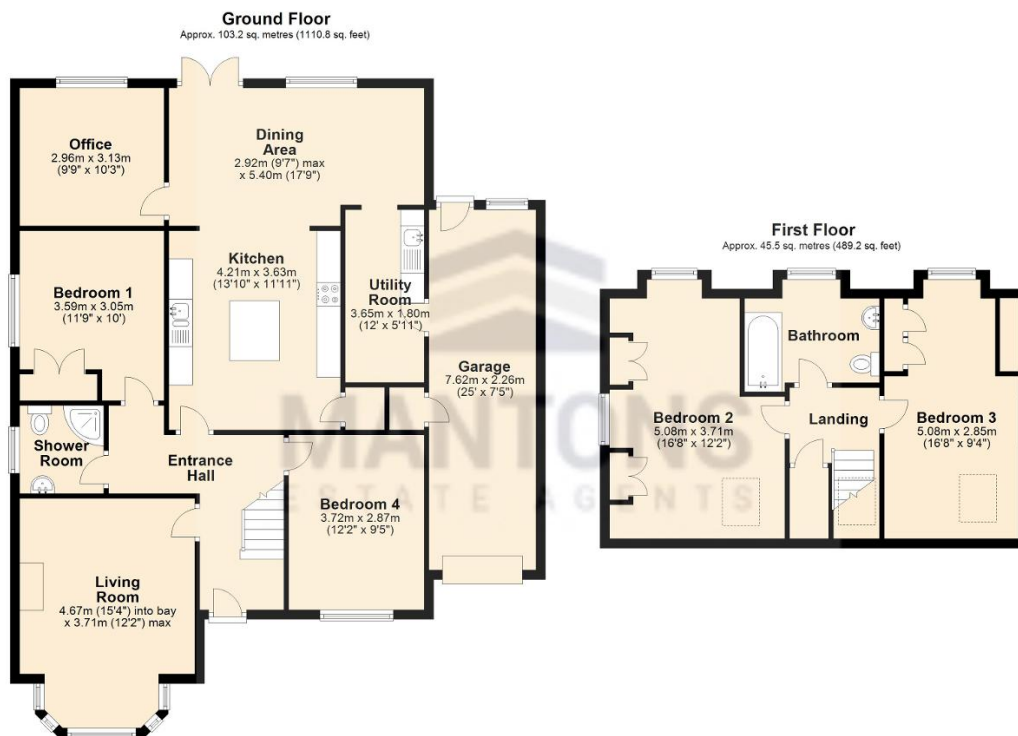 Ground Floor
Approx. 103.2 sq. metres (1110.8 sq. feet)
Office
2.96m x 3.13m
(9'9" x 10'3")
Dining
Area
2.92m (9'7") max
x 5.40m (17'9")
Kitchen
4.21m x 3.63m
(13'10" x 11'11")
Bedroom 1
3.59m x 3.05m
(11'9" x 10')
Utility
Room
3.65m x 1.80m
(12' x 5'11")
Garage
7.62m x 2.26m
(25' x 7'5")
Shower
Room
Entrance
Hall
Bedroom 4
3.72m x 2.87m
(12'2" x 9'5")
Living
Room
4.67m (15'4") into bay
x 3.71m (12'2") max
First Floor
Approx. 45.5 sq. metres (489.2 sq. feet)
Bathroom
Bedroom 2
5.08m x 3.71m
(16'8" x 12'2")
Landing
Bedroom 3
5.08m x 2.85m
(16'8" x 9'4")
MANTONS
ESTATE AGENTS